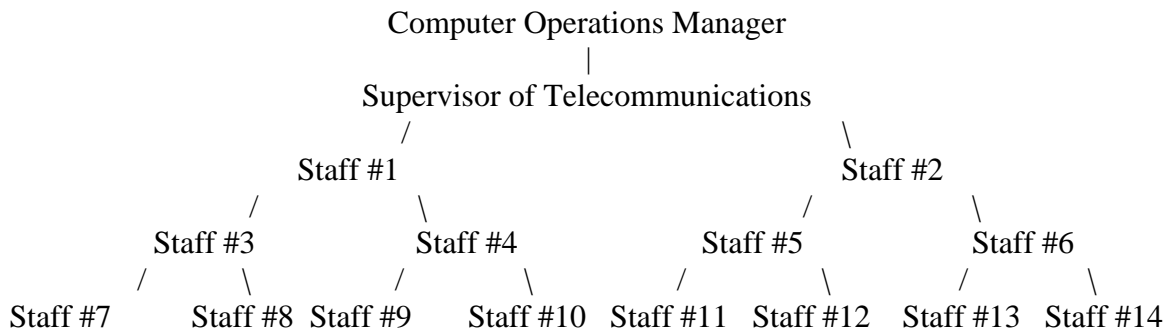 Computer Operations Manager
|
Supervisor of Telecommunications
/ \
Staff #1 Staff #2
/ \ / \
Staff #3 Staff #4 Staff #5 Staff #6
/ \ / \ / \ / \
Staff #7 Staff #8 Staff #9 Staff #10 Staff #11 Staff #12 Staff #13 Staff #14